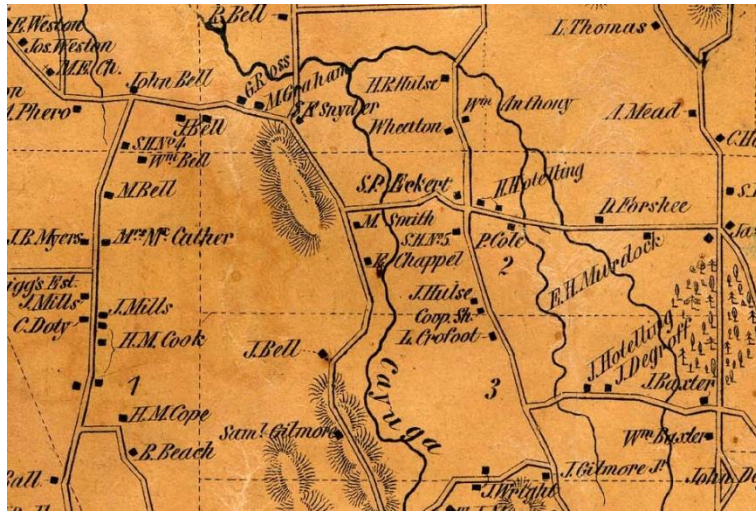 E. Weston
Jos. Weston
M.E. Ch.
R. Bell
L. Thomas
John Bell
G. Ross
M. Graham
S.R. Snyder
H.R. Hulse
Wm Anthony
A. Mead
Phero
J. Bell
Wheaton
S.H. No 4
Wm Bell
M. Bell
S.P. Eckert
H. Hotelling
D. Forshee
J.B. Myers
Mrs Mc Cather
M. Smith
S.H. No 5
P. Cole
E. Chappel
2
E.H. Murdock
J. Mills
J. Mills
C. Doty
H.M. Cook
J. Hulse
Coop. Sh.
L. Crofoot
J. Bell
Cayuga
J. Hotelling
J. Degroff
1
3
J. Baxter
H.M. Cope
Saml. Gilmore
Wm Baxter
B. Beach
J. Gilmore Jr
J. Wright